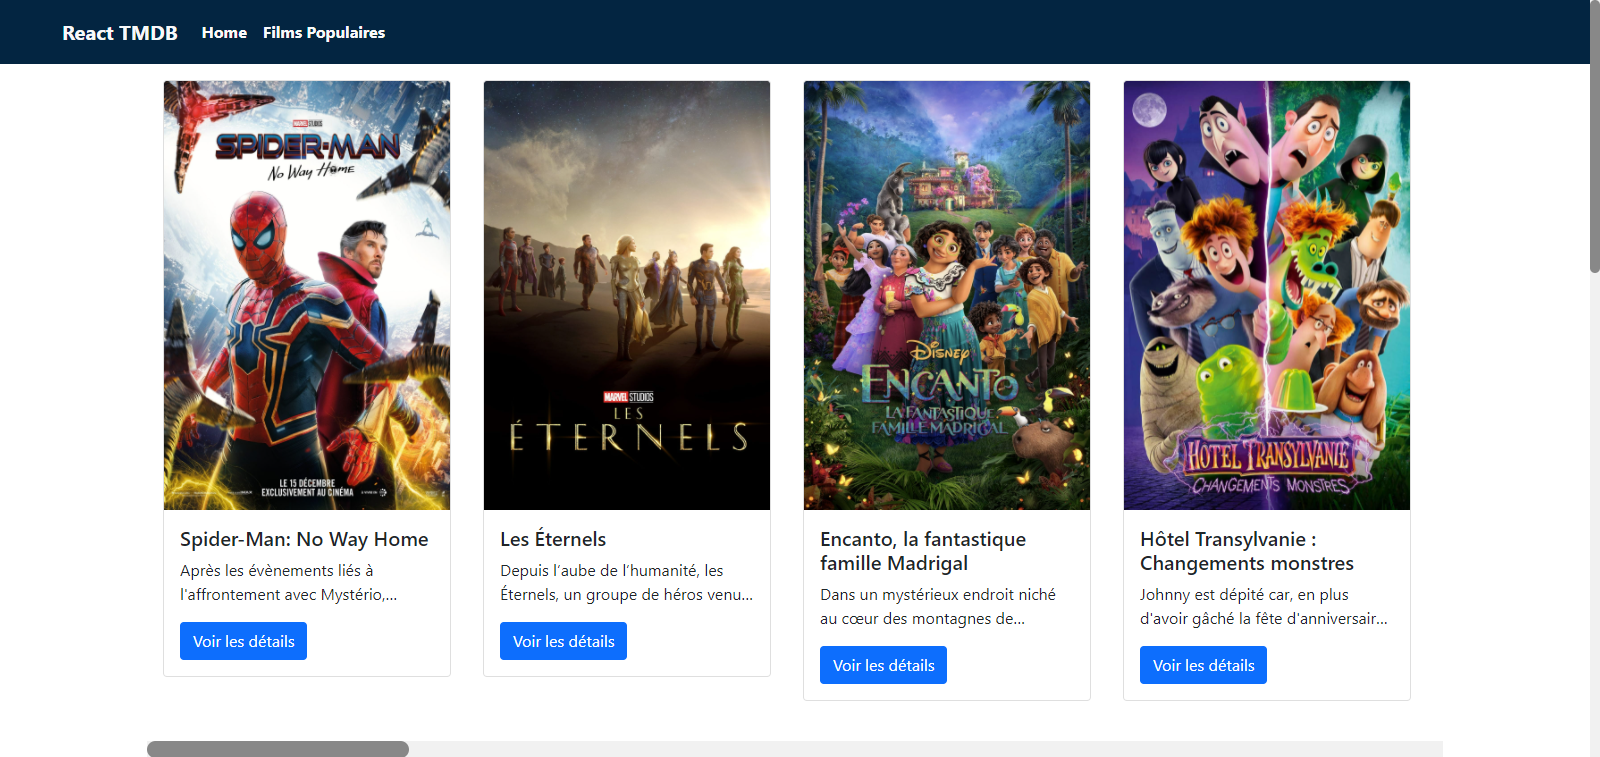 React TMDB Home Films Populaires
MARVEL STUDIOS
SPIDER-MAN
No Way Home
LE 15 DÉCEMBRE
EXCLUSIVEMENT AU CINÉMA
Spider-Man: No Way Home
Après les évènements liés à
l'affrontement avec Mystério,...
Voir les détails
MARVEL STUDIOS
LES
ÉTERNELS
Les Éternels
Depuis l’aube de l’humanité, les
Éternels, un groupe de héros venu...
Voir les détails
DISNEY
ENCANTO
LA FANTASTIQUE
FAMILLE MADRIGAL
Encanto, la fantastique
famille Madrigal
Dans un mystérieux endroit niché
au cœur des montagnes de...
Voir les détails
HOTEL TRANSYLVANIE
CHANGEMENTS MONSTRES
Hôtel Transylvanie :
Changements monstres
Johnny est dépité car, en plus
d'avoir gâché la fête d'anniversair...
Voir les détails